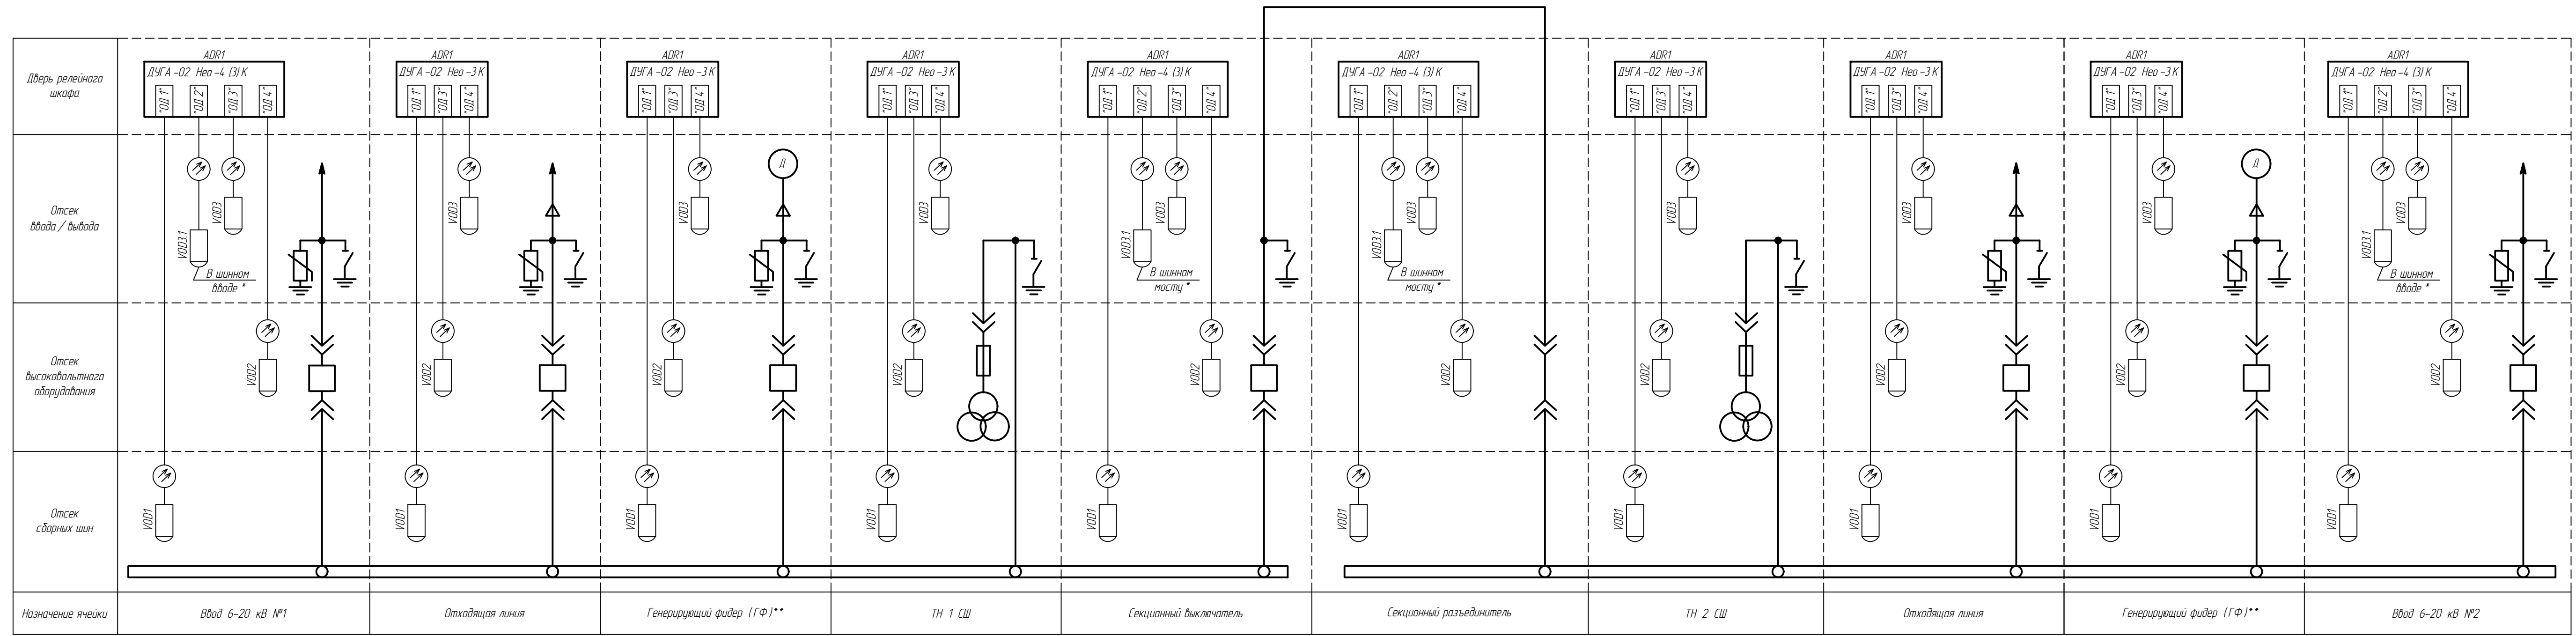 Дверь релейного
шкафа
ADR1
ДУГА-О2 Нео-4 (3) К
"ОД 1"
"ОД 2"
"ОД 3"
"ОД 4"
ADR1
ДУГА-О2 Нео-3 К
"ОД 1"
"ОД 3"
"ОД 4"
ADR1
ДУГА-О2 Нео-3 К
"ОД 1"
"ОД 3"
"ОД 4"
ADR1
ДУГА-О2 Нео-3 К
"ОД 1"
"ОД 3"
"ОД 4"
ADR1
ДУГА-О2 Нео-4 (3) К
"ОД 1"
"ОД 2"
"ОД 3"
"ОД 4"
ADR1
ДУГА-О2 Нео-4 (3) К
"ОД 1"
"ОД 2"
"ОД 3"
"ОД 4"
ADR1
ДУГА-О2 Нео-3 К
"ОД 1"
"ОД 3"
"ОД 4"
ADR1
ДУГА-О2 Нео-3 К
"ОД 1"
"ОД 3"
"ОД 4"
ADR1
ДУГА-О2 Нео-3 К
"ОД 1"
"ОД 3"
"ОД 4"
ADR1
ДУГА-О2 Нео-4 (3) К
"ОД 1"
"ОД 2"
"ОД 3"
"ОД 4"
Отсек
ввода / вывода
VOD3.1
VOD3
В шинном
вводе *
VOD3
VOD3
Д
VOD3
VOD3.1
VOD3
В шинном
мосту *
VOD3.1
VOD3
В шинном
мосту *
VOD3
VOD3
VOD3
Д
VOD3.1
VOD3
В шинном
вводе *
Отсек
высоковольтного
оборудования
VOD2
VOD2
VOD2
VOD2
VOD2
VOD2
VOD2
VOD2
VOD2
VOD2
Отсек
сборных шин
VOD1
VOD1
VOD1
VOD1
VOD1
VOD1
VOD1
VOD1
VOD1
VOD1
Назначение ячейки
Ввод 6-20 кВ №1
Отходящая линия
Генерирующий фидер (ГФ)**
ТН 1 СШ
Секционный выключатель
Секционный разъединитель
ТН 2 СШ
Отходящая линия
Генерирующий фидер (ГФ)**
Ввод 6-20 кВ №2